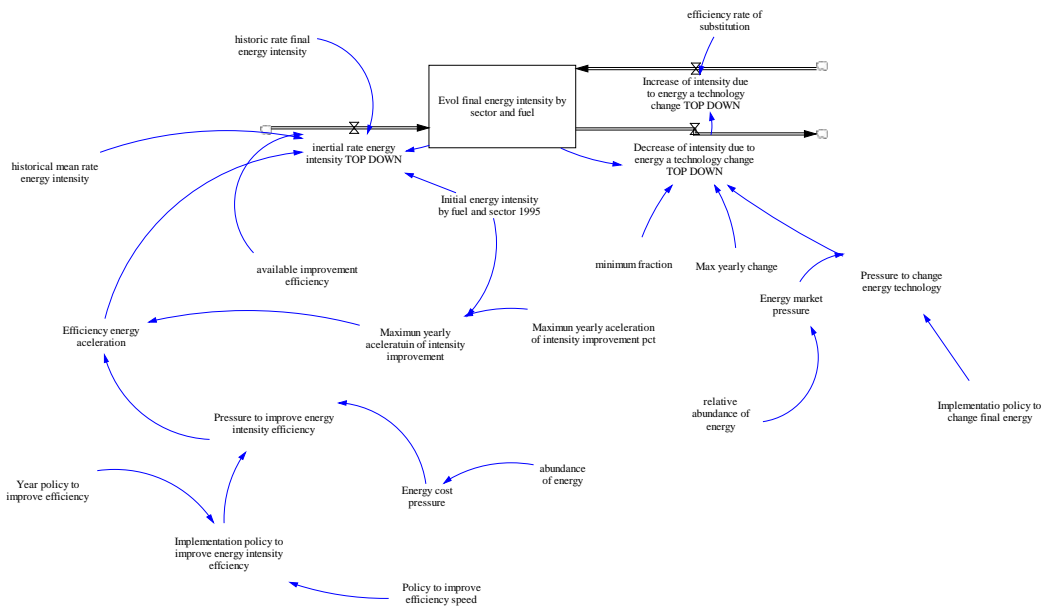 efficiency rate of
substitution
historic rate final
energy intensity
Increase of intensity due
to energy a technology
change TOP DOWN
Evol final energy intensity by
sector and fuel
inertial rate energy
intensity TOP DOWN
Decrease of intensity due to
energy a technology change
TOP DOWN
historical mean rate
energy intensity
Initial energy intensity
by fuel and sector 1995
available improvement
efficiency
minimum fraction
Max yearly change
Pressure to change
energy technology
Energy market
pressure
Efficiency energy
aceleration
Maximun yearly
aceleratuin of intensity
improvement
Maximun yearly aceleration
of intensity improvement pct
relative
abundance of
energy
Implementatio policy to
change final energy
Pressure to improve energy
intensity efficiency
abundance
of energy
Year policy to
improve efficiency
Energy cost
pressure
Implementation policy to
improve energy intensity
effciency
Policy to improve
efficiency speed